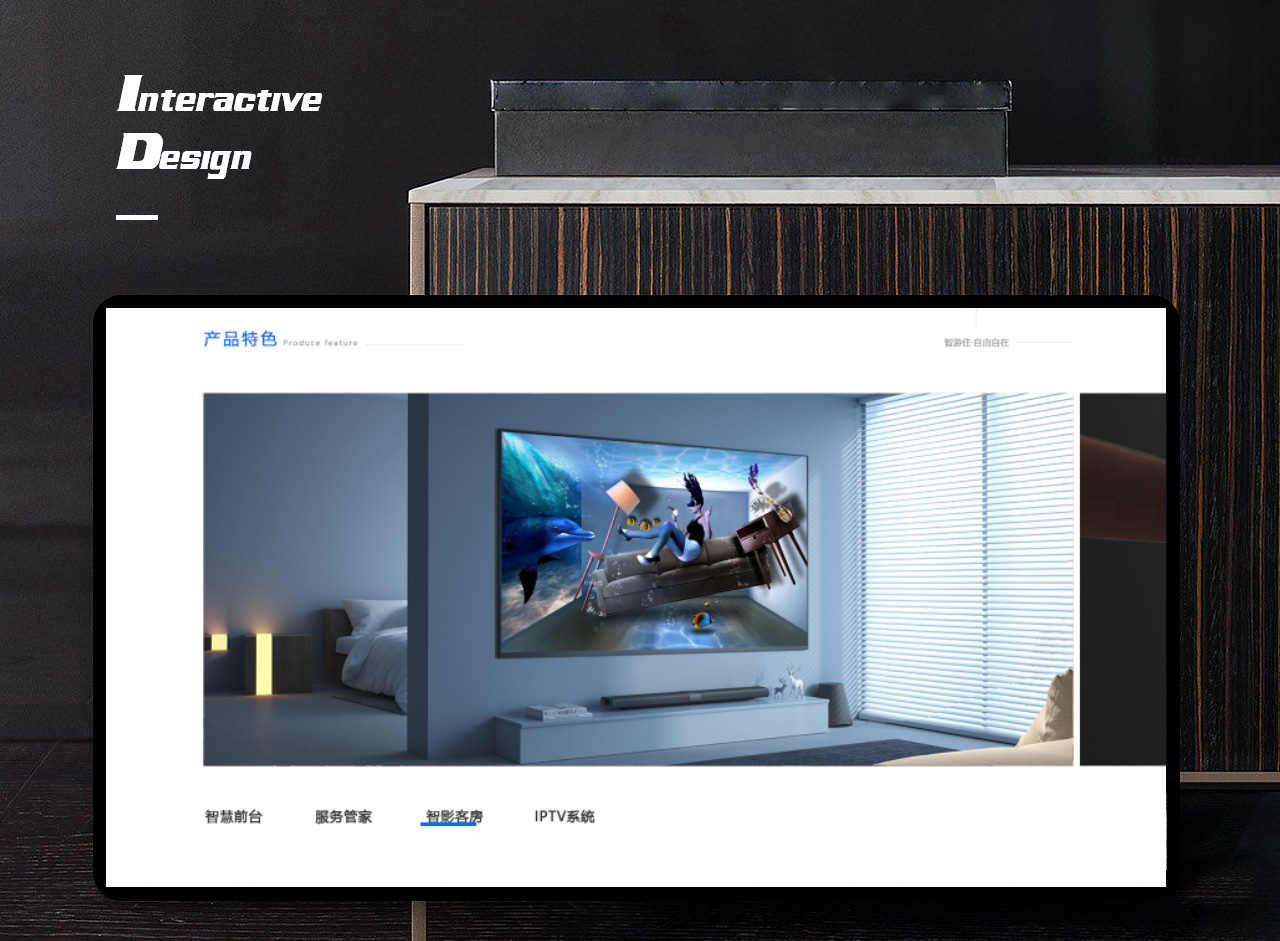 Interactive
Design
产品特色 Produce feature
智游住·自由自在
智慧前台 服务管家 智影客房 IPTV系统